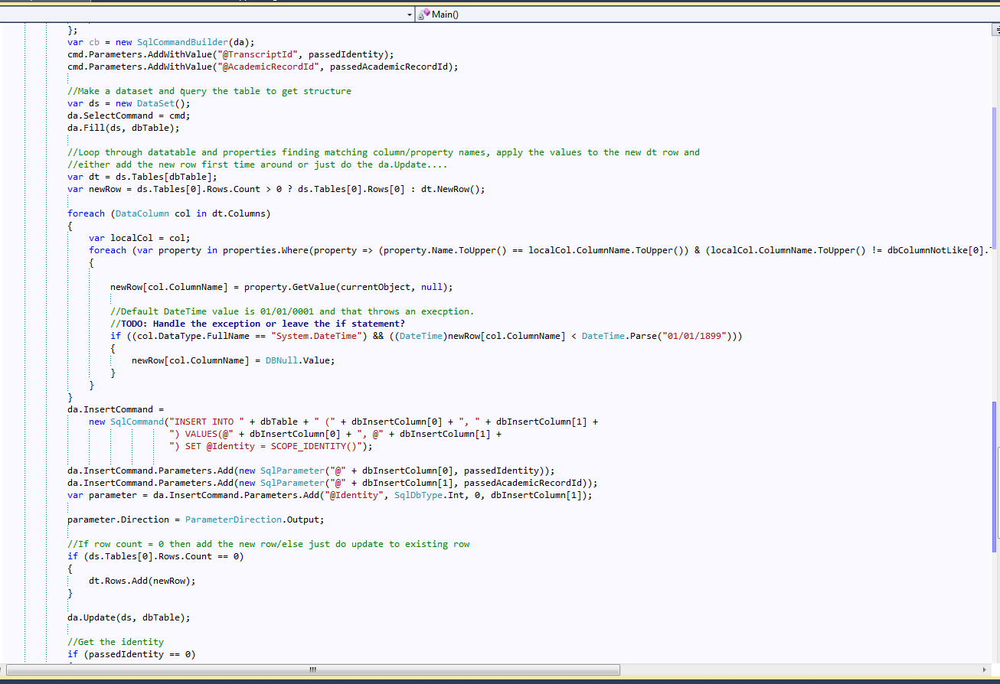 Main()
};
var cb = new SqlCommandBuilder(da);
cmd.Parameters.AddWithValue("@TranscriptId", passedIdentity);
cmd.Parameters.AddWithValue("@AcademicRecordId", passedAcademicRecordId);
//Make a dataset and query the table to get structure
var ds = new DataSet();
da.SelectCommand = cmd;
da.Fill(ds, dbTable);
//Loop through datatable and properties finding matching column/property names, apply the values to the new dt row and
//either add the new row first time around or just do the da.Update....
var dt = ds.Tables[dbTable];
var newRow = ds.Tables[0].Rows.Count > 0 ? ds.Tables[0].Rows[0] : dt.NewRow();
foreach (DataColumn col in dt.Columns)
{
var localCol = col;
foreach (var property in properties.Where(property => (property.Name.ToUpper() == localCol.ColumnName.ToUpper()) & (localCol.ColumnName.ToUpper() != dbColumnNotLike[0].
{
newRow[col.ColumnName] = property.GetValue(currentObject, null);
//Default DateTime value is 01/01/0001 and that throws an execption.
//TODO: Handle the exception or leave the if statement?
if ((col.DataType.FullName == "System.DateTime") && ((DateTime)newRow[col.ColumnName] < DateTime.Parse("01/01/1899")))
{
newRow[col.ColumnName] = DBNull.Value;
}
}
}
da.InsertCommand =
new SqlCommand("INSERT INTO " + dbTable + " (" + dbInsertColumn[0] + ", " + dbInsertColumn[1] +
") VALUES(@" + dbInsertColumn[0] + ", @" + dbInsertColumn[1] +
") SET @Identity = SCOPE_IDENTITY()");
da.InsertCommand.Parameters.Add(new SqlParameter("@" + dbInsertColumn[0], passedIdentity));
da.InsertCommand.Parameters.Add(new SqlParameter("@" + dbInsertColumn[1], passedAcademicRecordId));
var parameter = da.InsertCommand.Parameters.Add("@Identity", SqlDbType.Int, 0, dbInsertColumn[1]);
parameter.Direction = ParameterDirection.Output;
//If row count = 0 then add the new row/else just do update to existing row
if (ds.Tables[0].Rows.Count == 0)
{
dt.Rows.Add(newRow);
}
da.Update(ds, dbTable);
//Get the identity
if (passedIdentity == 0)